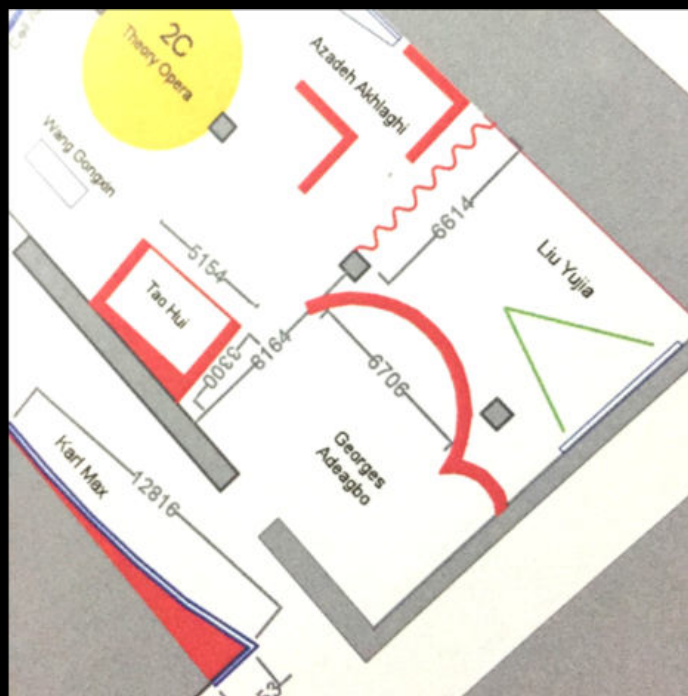 2C
Theory Opera
Azadeh Akhlaghi
Wang Gongxin
6614
5154
Liu Yujia
Tao Hui
3300
8164
6706
Georges
Adeagbo
Karl Max
12816